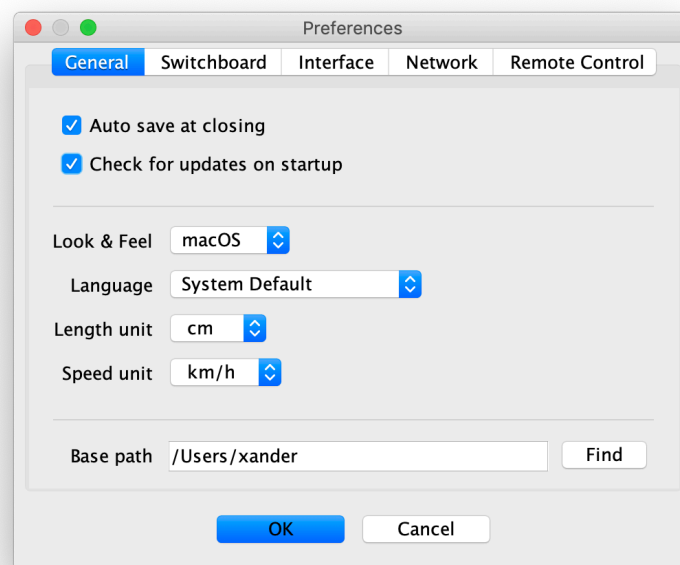 Preferences
General Switchboard Interface Network Remote Control
Auto save at closing
Check for updates on startup
Look & Feel macOS
Language System Default
Length unit cm
Speed unit km/h
Base path /Users/xander Find
OK Cancel